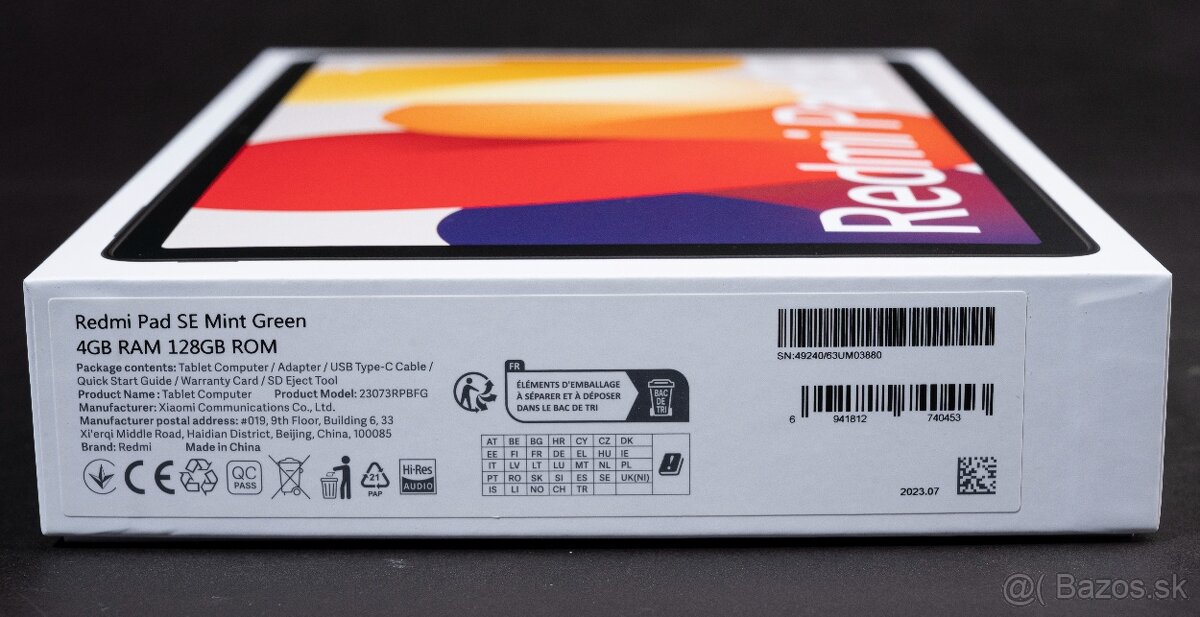 Redmi Pad
Redmi Pad SE Mint Green
4GB RAM 128GB ROM
Package contents: Tablet Computer / Adapter / USB Type-C Cable /
Quick Start Guide / Warranty Card / SD Eject Tool
Product Name : Tablet Computer Product Model: 23073RPBFG
Manufacturer: Xiaomi Communications Co., Ltd.
Manufacturer postal address: #019, 9th Floor, Building 6, 33
Xi'erqi Middle Road, Haidian District, Beijing, China, 100085
Brand: Redmi Made in China
CE
QC
PASS
21
PAP
Hi-Res
AUDIO
FR
ÉLÉMENTS D'EMBALLAGE
À SÉPARER ET À DÉPOSER
DANS LE BAC DE TRI
BAC
DE
TRI
AT BE BG HR CY CZ DK
EE FI FR DE EL HU IE
IT LV LT LU MT NL PL
PT RO SK SI ES SE UK(NI)
IS LI NO CH TR
SN:49240/63UM03880
6 941812 740453
2023.07
@( Bazos.sk